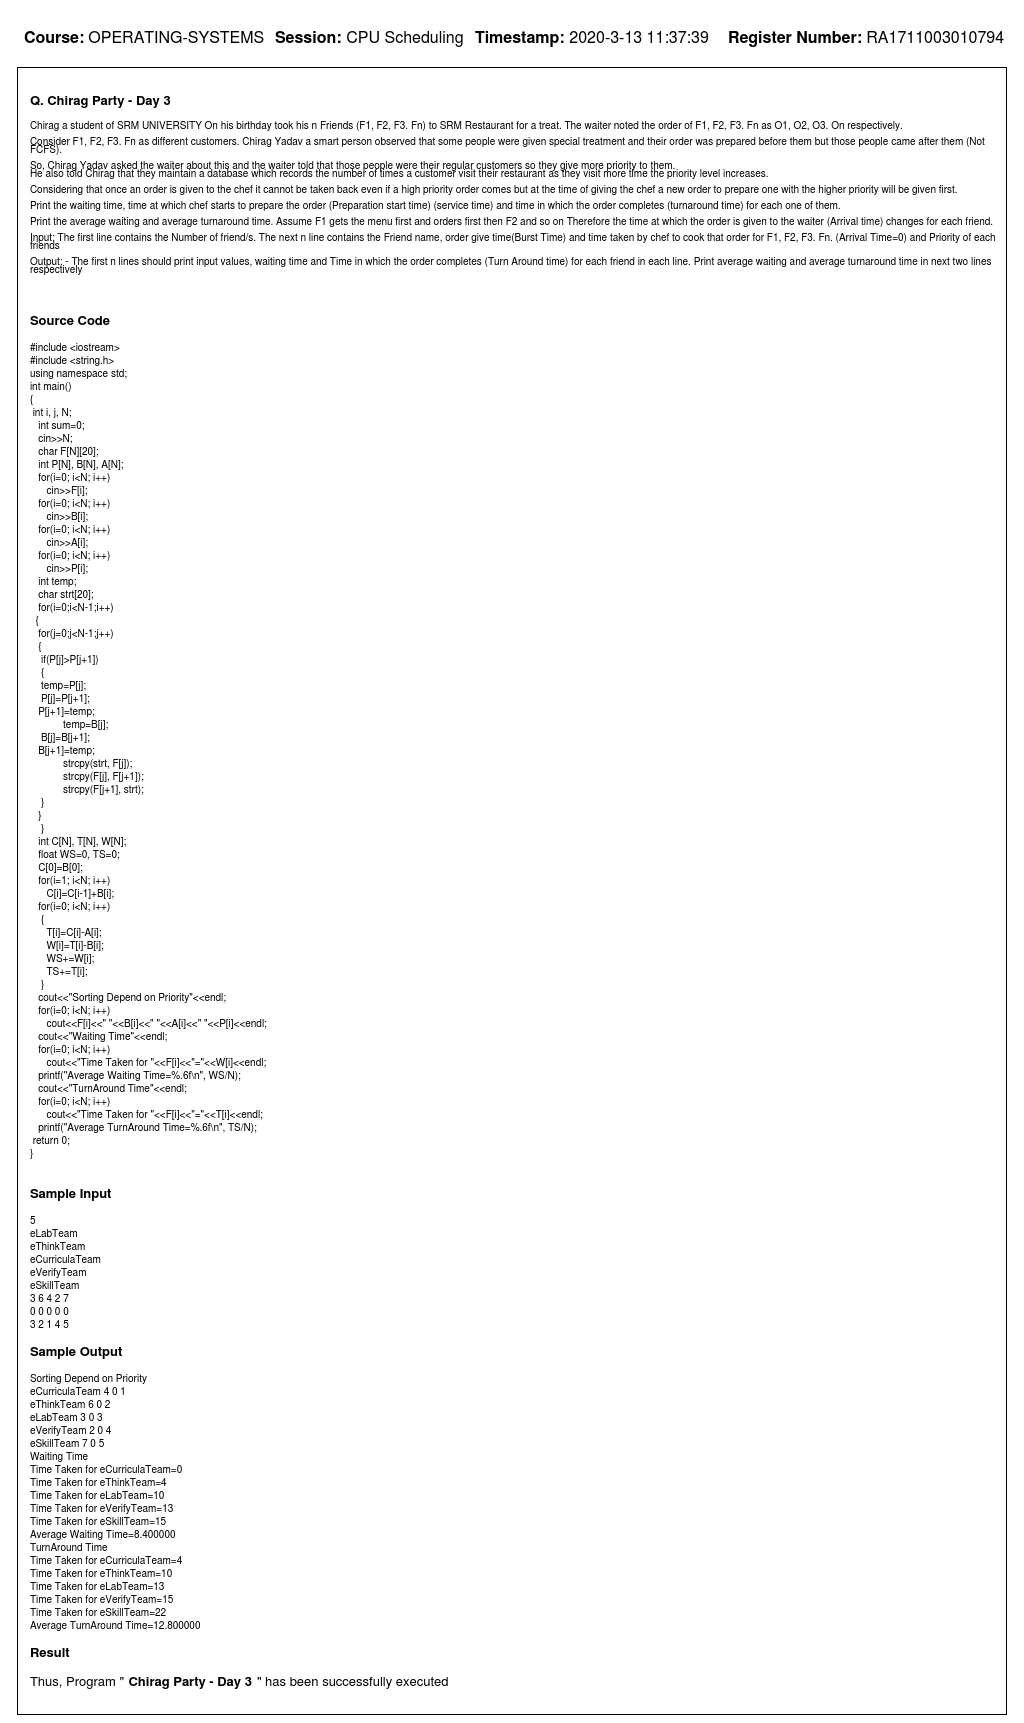 Course: OPERATING-SYSTEMS Session: CPU Scheduling Timestamp: 2020-3-13 11:37:39 Register Number: RA1711003010794
Q. Chirag Party - Day 3
Chirag a student of SRM UNIVERSITY On his birthday took his n Friends (F1, F2, F3. Fn) to SRM Restaurant for a treat. The waiter noted the order of F1, F2, F3. Fn as O1, O2, O3. On respectively.
Consider F1, F2, F3. Fn as different customers. Chirag Yadav a smart person observed that some people were given special treatment and their order was prepared before them but those people came after them (Not
FCFS).
So, Chirag Yadav asked the waiter about this and the waiter told that those people were their regular customers so they give more priority to them.
He also told Chirag that they maintain a database which records the number of times a customer visit their restaurant as they visit more time the priority level increases.
Considering that once an order is given to the chef it cannot be taken back even if a high priority order comes but at the time of giving the chef a new order to prepare one with the higher priority will be given first.
Print the waiting time, time at which chef starts to prepare the order (Preparation start time) (service time) and time in which the order completes (turnaround time) for each one of them.
Print the average waiting and average turnaround time. Assume F1 gets the menu first and orders first then F2 and so on Therefore the time at which the order is given to the waiter (Arrival time) changes for each friend.
Input; The first line contains the Number of friend/s. The next n line contains the Friend name, order give time(Burst Time) and time taken by chef to cook that order for F1, F2, F3. Fn. (Arrival Time=0) and Priority of each
friends
Output; - The first n lines should print input values, waiting time and Time in which the order completes (Turn Around time) for each friend in each line. Print average waiting and average turnaround time in next two lines
respectively
Source Code
#include <iostream>
#include <string.h>
using namespace std;
int main()
{
int i, j, N;
int sum=0;
cin>>N;
char F[N][20];
int P[N], B[N], A[N];
for(i=0; i<N; i++)
cin>>F[i];
for(i=0; i<N; i++)
cin>>B[i];
for(i=0; i<N; i++)
cin>>A[i];
for(i=0; i<N; i++)
cin>>P[i];
int temp;
char strt[20];
for(i=0;i<N-1;i++)
{
for(j=0;j<N-1;j++)
{
if(P[j]>P[j+1])
{
temp=P[j];
P[j]=P[j+1];
P[j+1]=temp;
temp=B[j];
B[j]=B[j+1];
B[j+1]=temp;
strcpy(strt, F[j]);
strcpy(F[j], F[j+1]);
strcpy(F[j+1], strt);
}
}
}
int C[N], T[N], W[N];
float WS=0, TS=0;
C[0]=B[0];
for(i=1; i<N; i++)
C[i]=C[i-1]+B[i];
for(i=0; i<N; i++)
{
T[i]=C[i]-A[i];
W[i]=T[i]-B[i];
WS+=W[i];
TS+=T[i];
}
cout<<"Sorting Depend on Priority"<<endl;
for(i=0; i<N; i++)
cout<<F[i]<<" "<<B[i]<<" "<<A[i]<<" "<<P[i]<<endl;
cout<<"Waiting Time"<<endl;
for(i=0; i<N; i++)
cout<<"Time Taken for "<<F[i]<<"="<<W[i]<<endl;
printf("Average Waiting Time=%.6f\n", WS/N);
cout<<"TurnAround Time"<<endl;
for(i=0; i<N; i++)
cout<<"Time Taken for "<<F[i]<<"="<<T[i]<<endl;
printf("Average TurnAround Time=%.6f\n", TS/N);
return 0;
}
Sample Input
5
eLabTeam
eThinkTeam
eCurriculaTeam
eVerifyTeam
eSkillTeam
3 6 4 2 7
0 0 0 0 0
3 2 1 4 5
Sample Output
Sorting Depend on Priority
eCurriculaTeam 4 0 1
eThinkTeam 6 0 2
eLabTeam 3 0 3
eVerifyTeam 2 0 4
eSkillTeam 7 0 5
Waiting Time
Time Taken for eCurriculaTeam=0
Time Taken for eThinkTeam=4
Time Taken for eLabTeam=10
Time Taken for eVerifyTeam=13
Time Taken for eSkillTeam=15
Average Waiting Time=8.400000
TurnAround Time
Time Taken for eCurriculaTeam=4
Time Taken for eThinkTeam=10
Time Taken for eLabTeam=13
Time Taken for eVerifyTeam=15
Time Taken for eSkillTeam=22
Average TurnAround Time=12.800000
Result
Thus, Program " Chirag Party - Day 3 " has been successfully executed